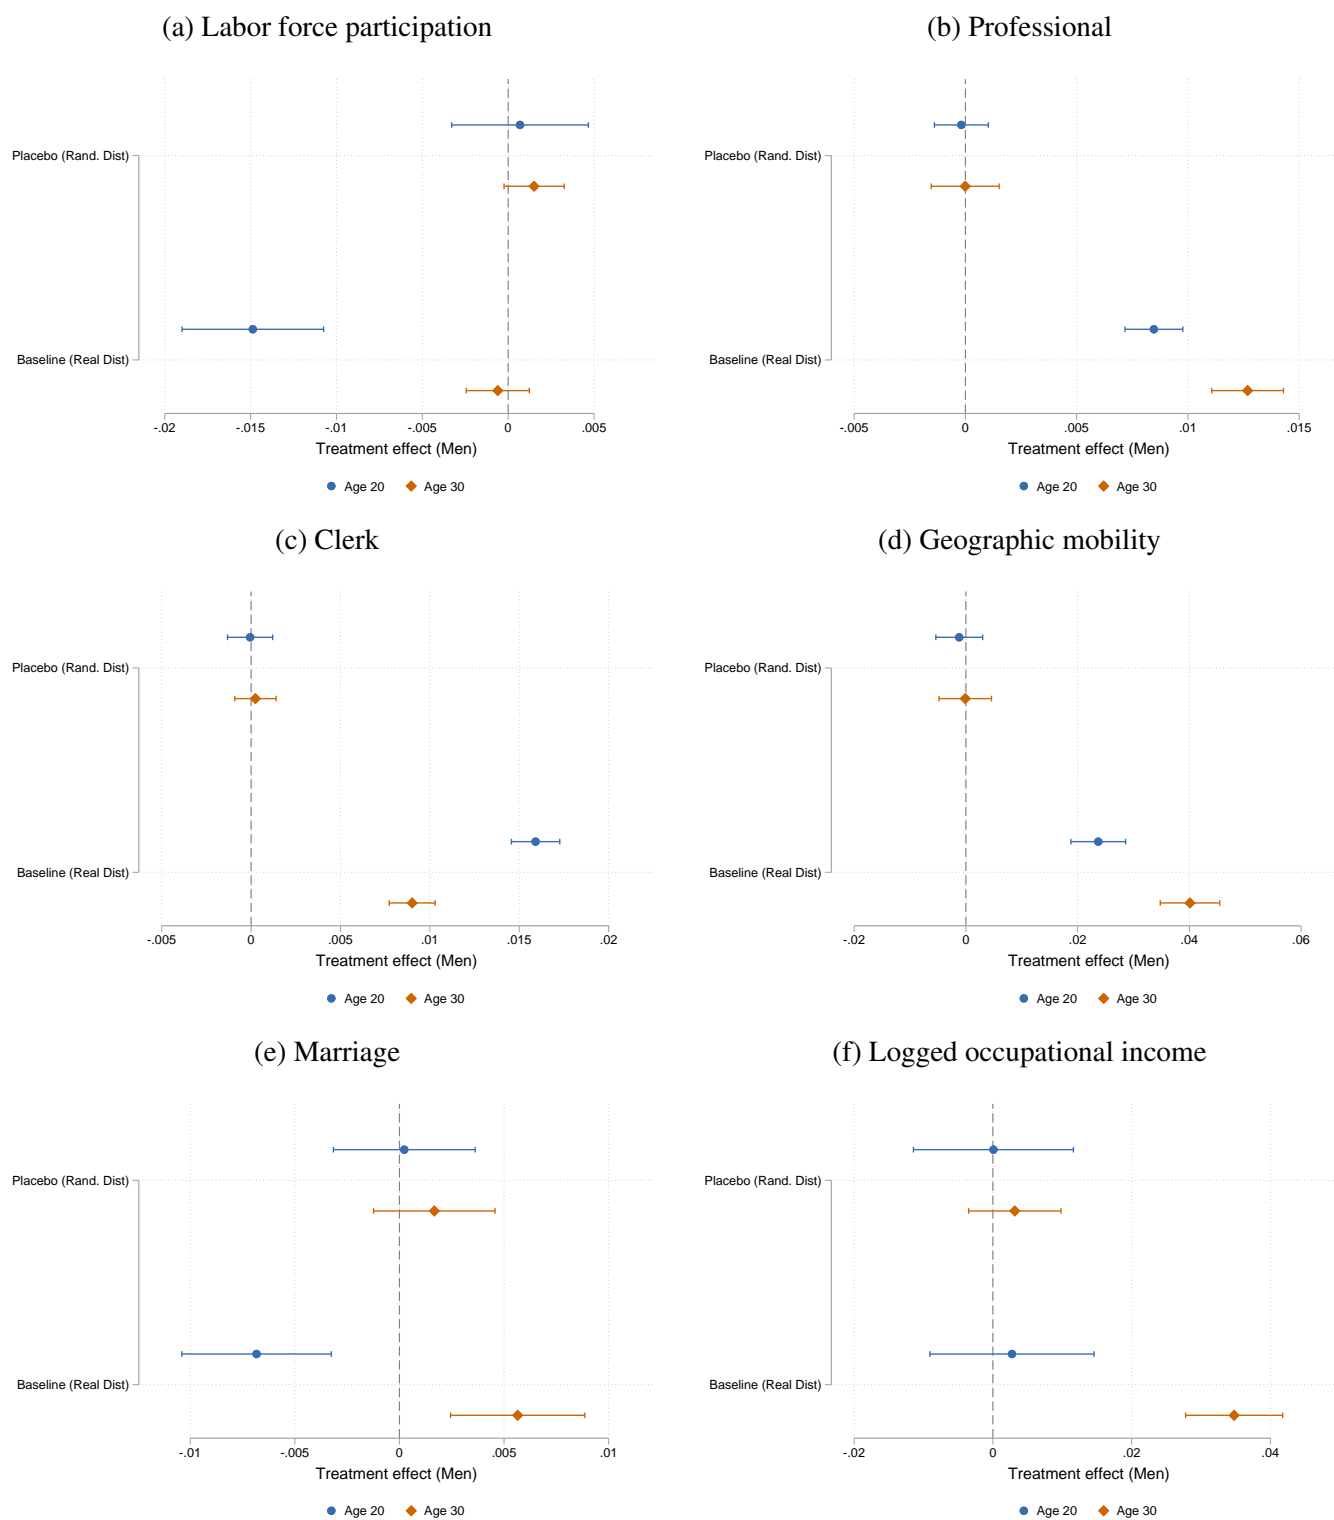 (a) Labor force participation
Placebo (Rand. Dist)
Baseline (Real Dist)
-.02 -.015 -.01 -.005 0 .005
Treatment effect (Men)
Age 20 Age 30
(b) Professional
Placebo (Rand. Dist)
Baseline (Real Dist)
-.005 0 .005 .01 .015
Treatment effect (Men)
Age 20 Age 30
(c) Clerk
Placebo (Rand. Dist)
Baseline (Real Dist)
-.005 0 .005 .01 .015 .02
Treatment effect (Men)
Age 20 Age 30
(d) Geographic mobility
Placebo (Rand. Dist)
Baseline (Real Dist)
-.02 0 .02 .04 .06
Treatment effect (Men)
Age 20 Age 30
(e) Marriage
Placebo (Rand. Dist)
Baseline (Real Dist)
-.01 -.005 0 .005 .01
Treatment effect (Men)
Age 20 Age 30
(f) Logged occupational income
Placebo (Rand. Dist)
Baseline (Real Dist)
-.02 0 .02 .04
Treatment effect (Men)
Age 20 Age 30